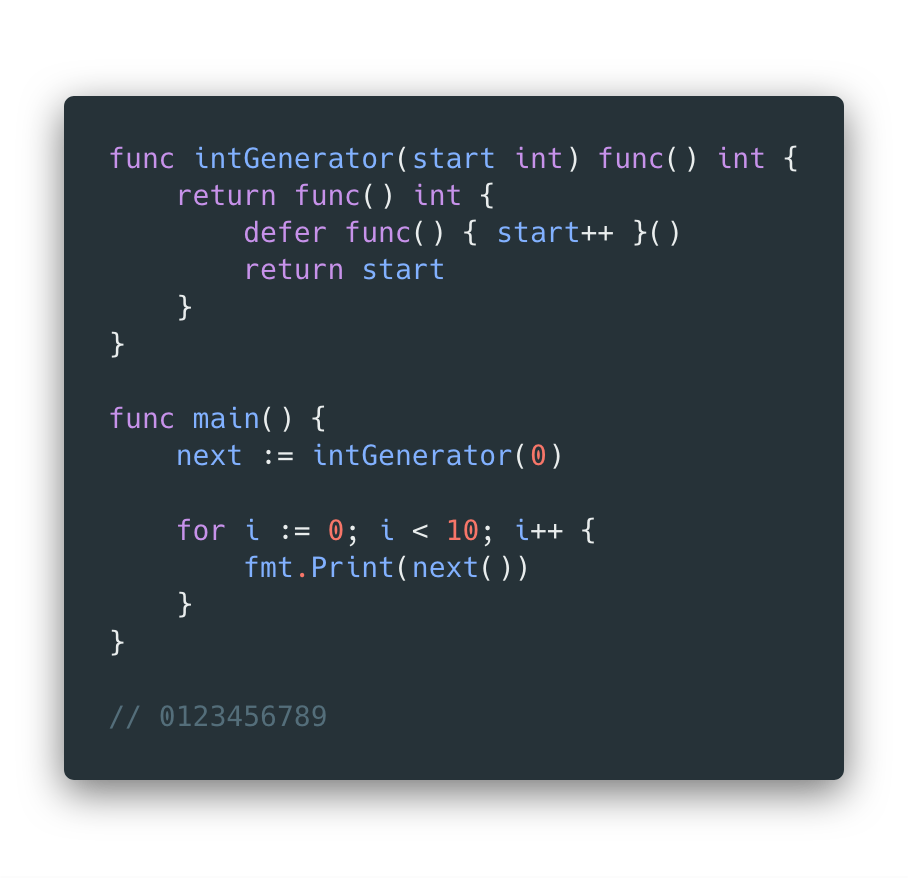 func intGenerator(start int) func() int {
    return func() int {
        defer func() { start++ }()
        return start
    }
}

func main() {
    next := intGenerator(0)

    for i := 0; i < 10; i++ {
        fmt.Print(next())
    }
}

// 0123456789